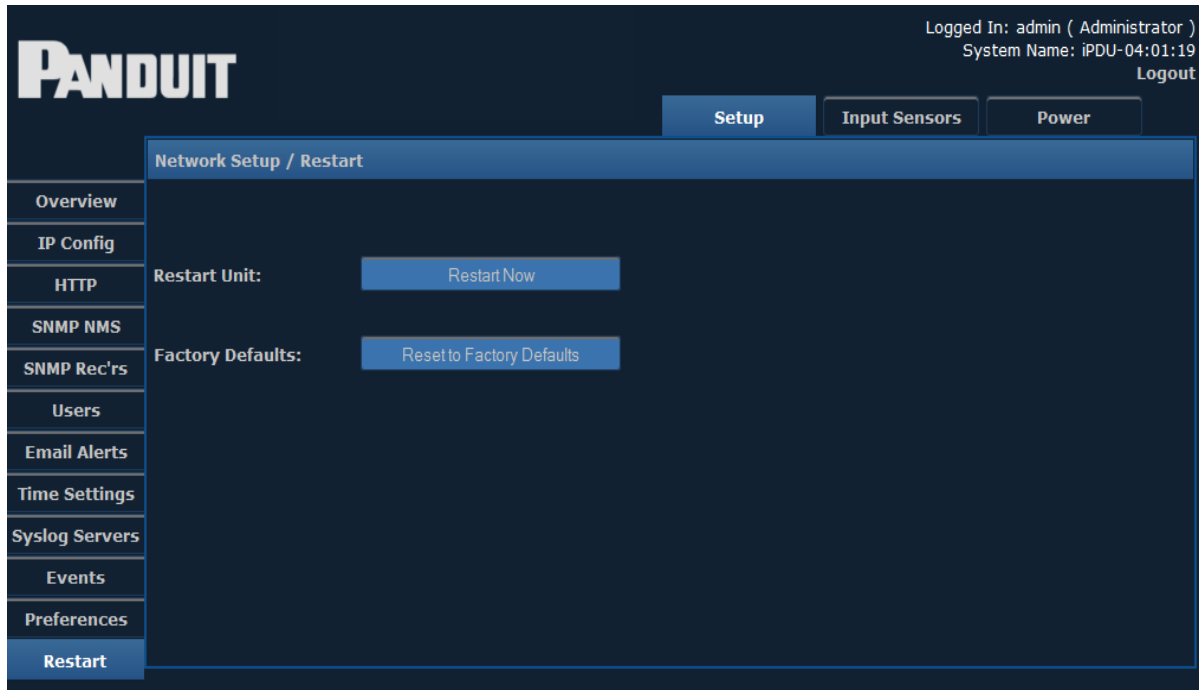 PANDUIT
Logged In: admin ( Administrator )
System Name: iPDU-04:01:19
Logout
Setup
Input Sensors
Power
Network Setup / Restart
Overview
IP Config
HTTP
SNMP NMS
SNMP Rec'rs
Users
Email Alerts
Time Settings
Syslog Servers
Events
Preferences
Restart
Restart Unit:
Restart Now
Factory Defaults:
Reset to Factory Defaults